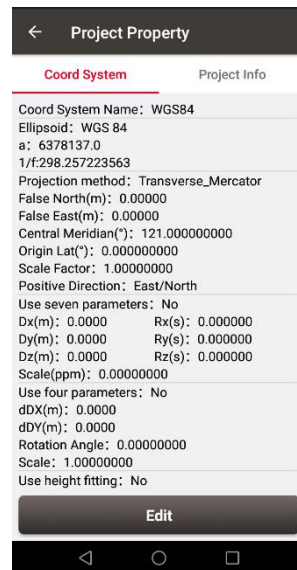 Project Property
Coord System Project Info
Coord System Name: WGS84
Ellipsoid: WGS 84
a: 6378137.0
1/f:298.257223563
Projection method: Transverse_Mercator
False North(m): 0.00000
False East(m): 0.00000
Central Meridian(°): 121.000000000
Origin Lat(°): 0.000000000
Scale Factor: 1.00000000
Positive Direction: East/North
Use seven parameters: No
Dx(m): 0.0000 Rx(s): 0.000000
Dy(m): 0.0000 Ry(s): 0.000000
Dz(m): 0.0000 Rz(s): 0.000000
Scale(ppm): 0.00000000
Use four parameters: No
dDX(m): 0.0000
dDY(m): 0.0000
Rotation Angle: 0.00000000
Scale: 1.00000000
Use height fitting: No
Edit